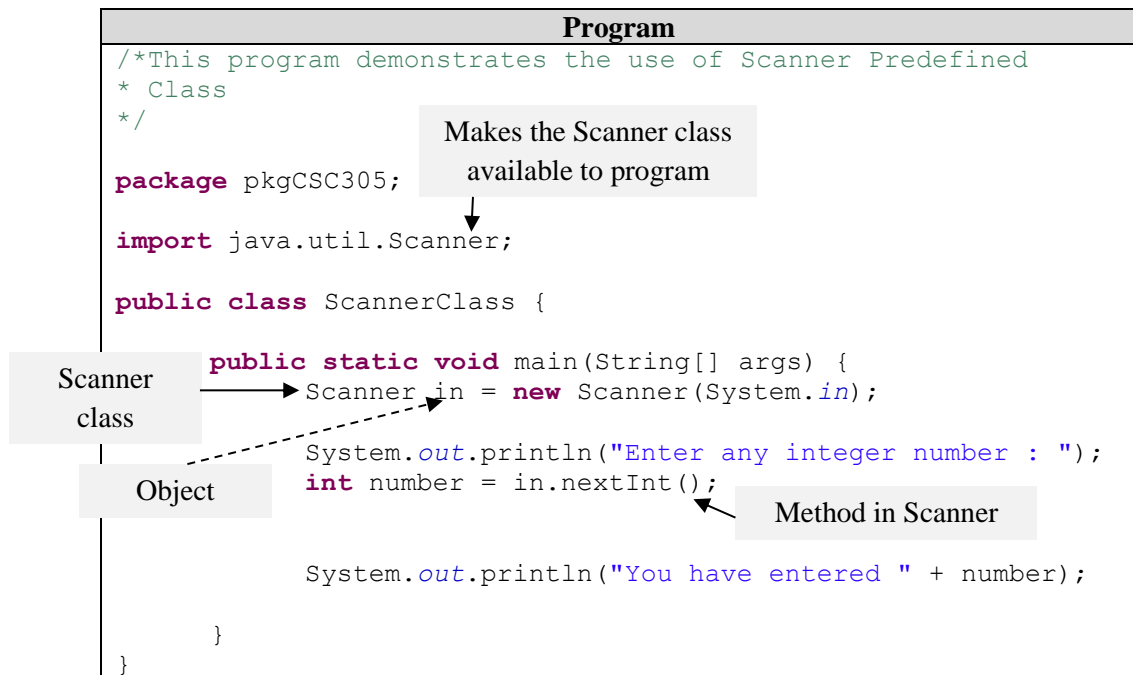 Program
/*This program demonstrates the use of Scanner Predefined
* Class
*/
Makes the Scanner class
available to program
package pkgCSC305;
import java.util.Scanner;
public class ScannerClass {
public static void main(String[] args) {
Scanner
class
Scanner in = new Scanner(System.in);
System.out.println("Enter any integer number : ");
Object
int number = in.nextInt();
Method in Scanner
System.out.println("You have entered " + number);
}
}